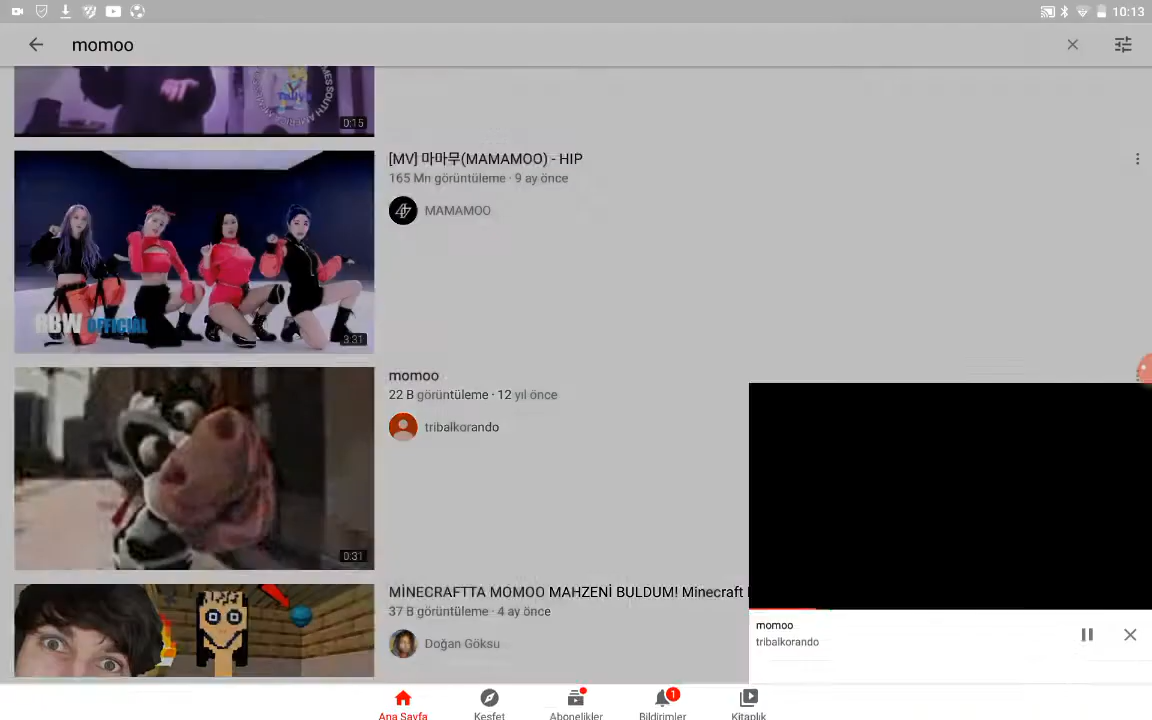 10:13
momoo
0:15
[MV] 마마무(MAMAMOO) - HIP
165 Mn görüntüleme · 9 ay önce
MAMAMOO
RBW OFFICIAL
3:31
momoo
22 B görüntüleme · 12 yıl önce
tribalkorando
0:31
MİNECRAFTTA MOMOO MAHZENİ BULDUM! Minecraft
37 B görüntüleme · 4 ay önce
Doğan Göksu
momoo
tribalkorando
1
Ana Sayfa
Keşfet
Abonelikler
Bildirimler
Kitaplık